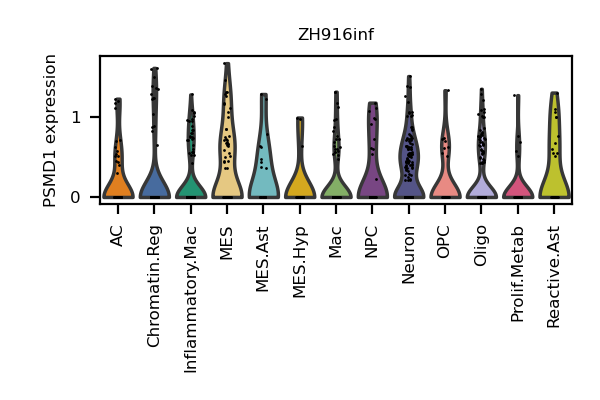 ZH916inf
PSMD1 expression
1
0
AC
Chromatin.Reg
Inflammatory.Mac
MES
MES.Ast
MES.Hyp
Mac
NPC
Neuron
OPC
Oligo
Prolif.Metab
Reactive.Ast